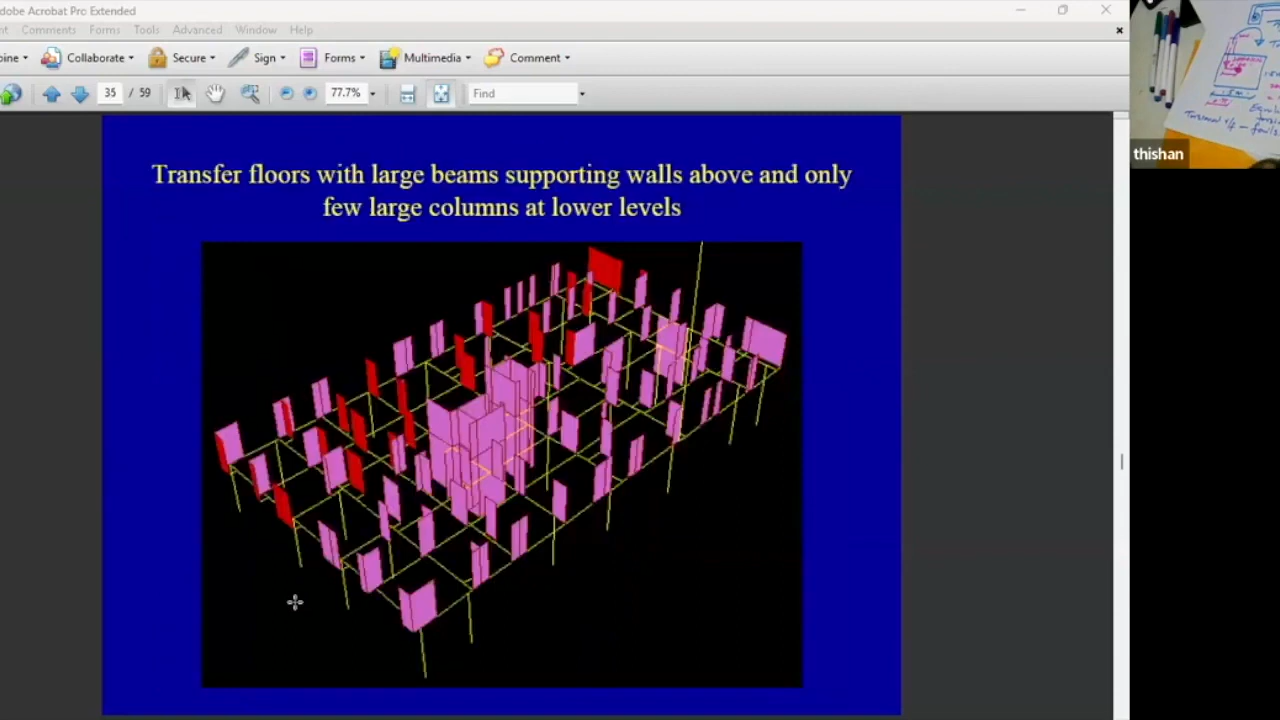 dobe Acrobat Pro Extended
nt Comments Forms Tools Advanced Window Help
bine Collaborate Secure Sign Forms Multimedia Comment
35 / 59 77.7% Find
Transfer floors with large beams supporting walls above and only
few large columns at lower levels
thishan